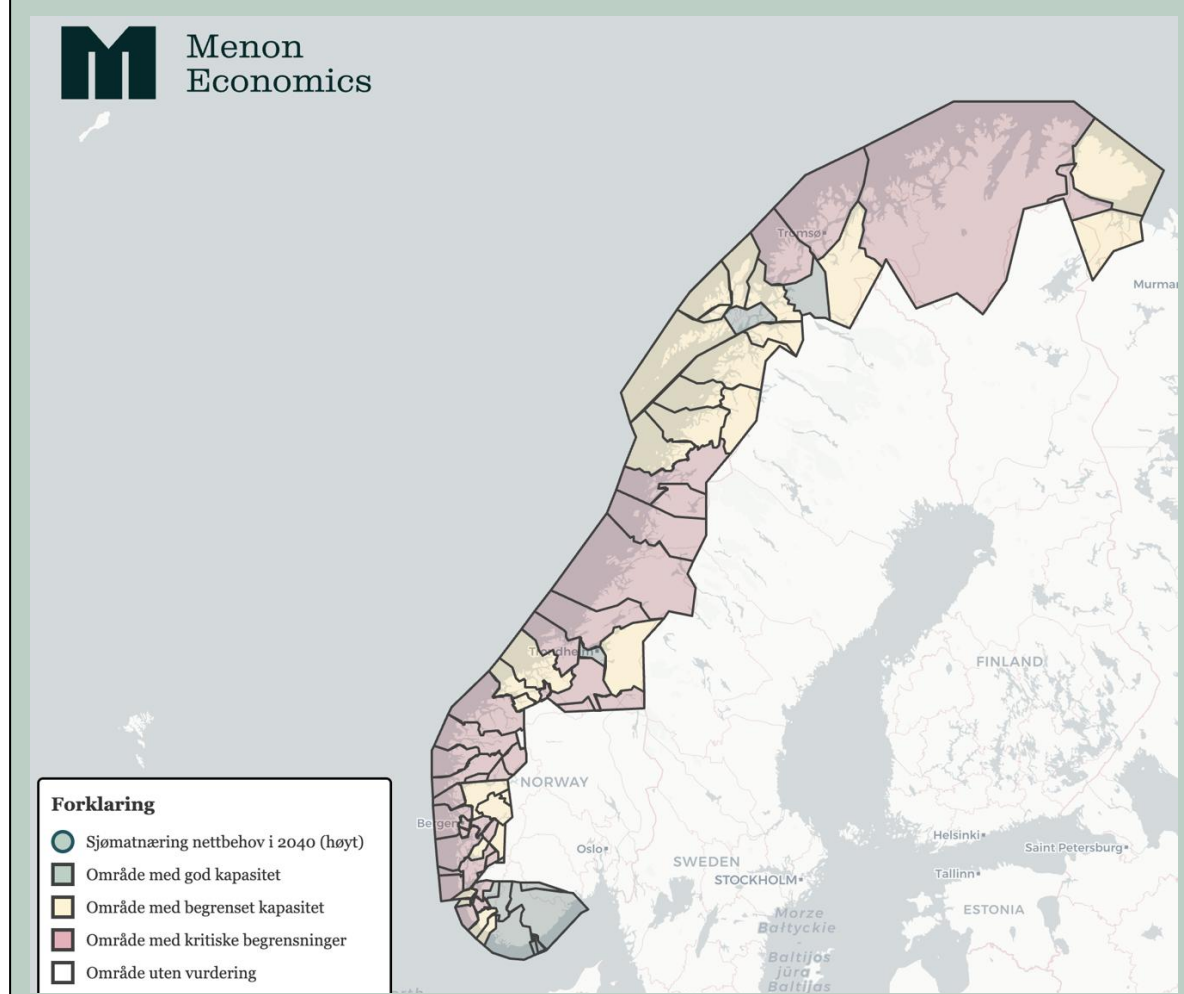 Menon
Economics
Tromsø
Murma
Trondheim
FINLAND
NORWAY
Bergen
Forklaring
Sjømatnæring nettbehov i 2040 (høyt)
Område med god kapasitet
Område med begrenset kapasitet
Område med kritiske begrensninger
Område uten vurdering
Oslo
Helsinki
Saint Petersburg
SWEDEN
STOCKHOLM
Tallinn
ESTONIA
Morze
Bałtyckie
-
Baltijos
jūra
Baltijas